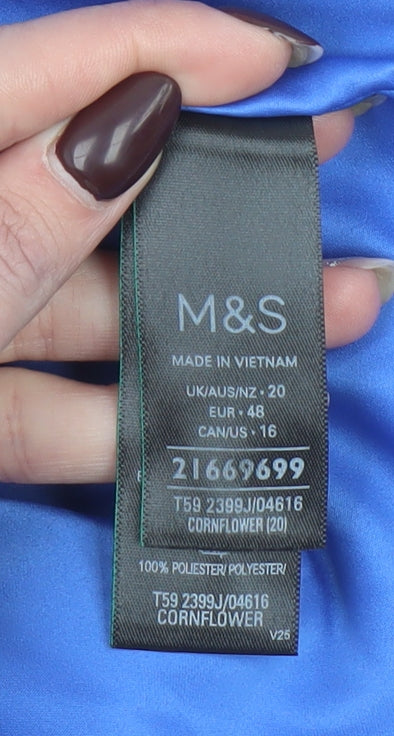 M&S
MADE IN VIETNAM
UK/AUS/NZ • 20
EUR • 48
CAN/US • 16
21669699
T59 2399J/04616
CORNFLOWER (20)
100% POLIESTER/ POLYESTER/
T59 2399J/04616
CORNFLOWER
V25